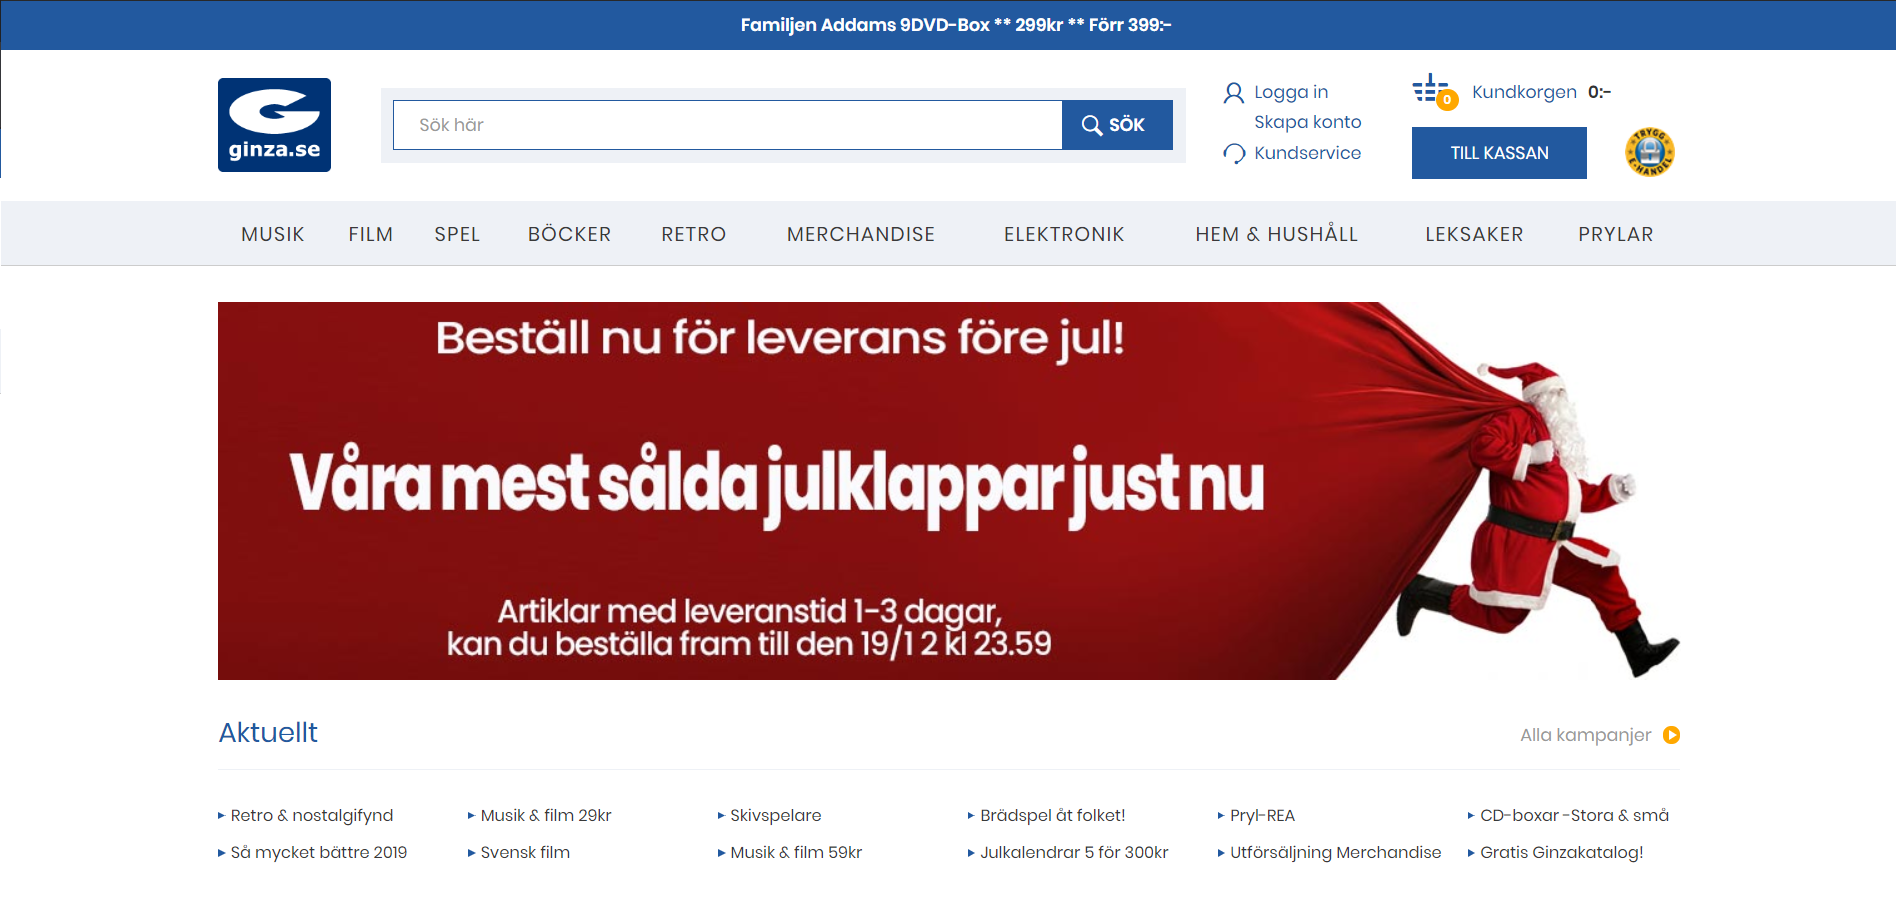 Familjen Addams 9DVD-Box ** 299kr ** Förr 399:-
ginza.se
Sök här
SÖK
Logga in
Skapa konto
Kundservice
0
Kundkorgen 0:-
TILL KASSAN
TRYGG
E-HANDEL
MUSIK FILM SPEL BÖCKER RETRO MERCHANDISE ELEKTRONIK HEM & HUSHÅLL LEKSAKER PRYLAR
Beställ nu för leverans före jul!
Våra mest sålda julklappar just nu
Artiklar med leveranstid 1-3 dagar,
kan du beställa fram till den 19/1 2 kl 23.59
Aktuellt
Alla kampanjer
Retro & nostalgifynd Musik & film 29kr Skivspelare Brädspel åt folket! Pryl-REA CD-boxar -Stora & små
Så mycket bättre 2019 Svensk film Musik & film 59kr Julkalendrar 5 för 300kr Utförsäljning Merchandise Gratis Ginzakatalog!